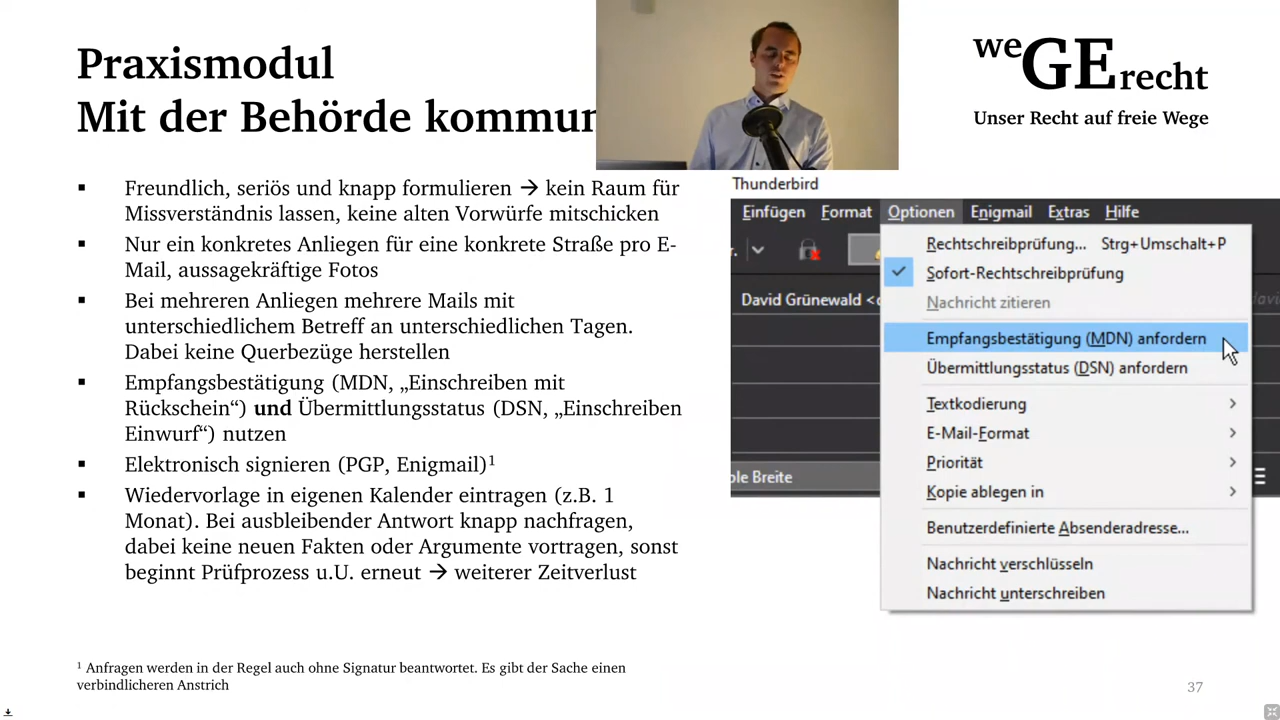 Praxismodul
Mit der Behörde kommun
weGErecht
Unser Recht auf freie Wege
▪ Freundlich, seriös und knapp formulieren → kein Raum für
Missverständnis lassen, keine alten Vorwürfe mitschicken
▪ Nur ein konkretes Anliegen für eine konkrete Straße pro E-
Mail, aussagekräftige Fotos
▪ Bei mehreren Anliegen mehrere Mails mit
unterschiedlichem Betreff an unterschiedlichen Tagen.
Dabei keine Querbezüge herstellen
▪ Empfangsbestätigung (MDN, „Einschreiben mit
Rückschein“) und Übermittlungsstatus (DSN, „Einschreiben
Einwurf“) nutzen
▪ Elektronisch signieren (PGP, Enigmail)¹
▪ Wiedervorlage in eigenen Kalender eintragen (z.B. 1
Monat). Bei ausbleibender Antwort knapp nachfragen,
dabei keine neuen Fakten oder Argumente vortragen, sonst
beginnt Prüfprozess u.U. erneut → weiterer Zeitverlust
Thunderbird
Einfügen Format Optionen Enigmail Extras Hilfe
Rechtschreibprüfung... Strg+Umschalt+P
Sofort-Rechtschreibprüfung
David Grünewald <
Nachricht zitieren
Empfangsbestätigung (MDN) anfordern
Übermittlungsstatus (DSN) anfordern
Textkodierung
E-Mail-Format
Priorität
ble Breite
Kopie ablegen in
Benutzerdefinierte Absenderadresse...
Nachricht verschlüsseln
Nachricht unterschreiben
¹ Anfragen werden in der Regel auch ohne Signatur beantwortet. Es gibt der Sache einen
verbindlicheren Anstrich
37